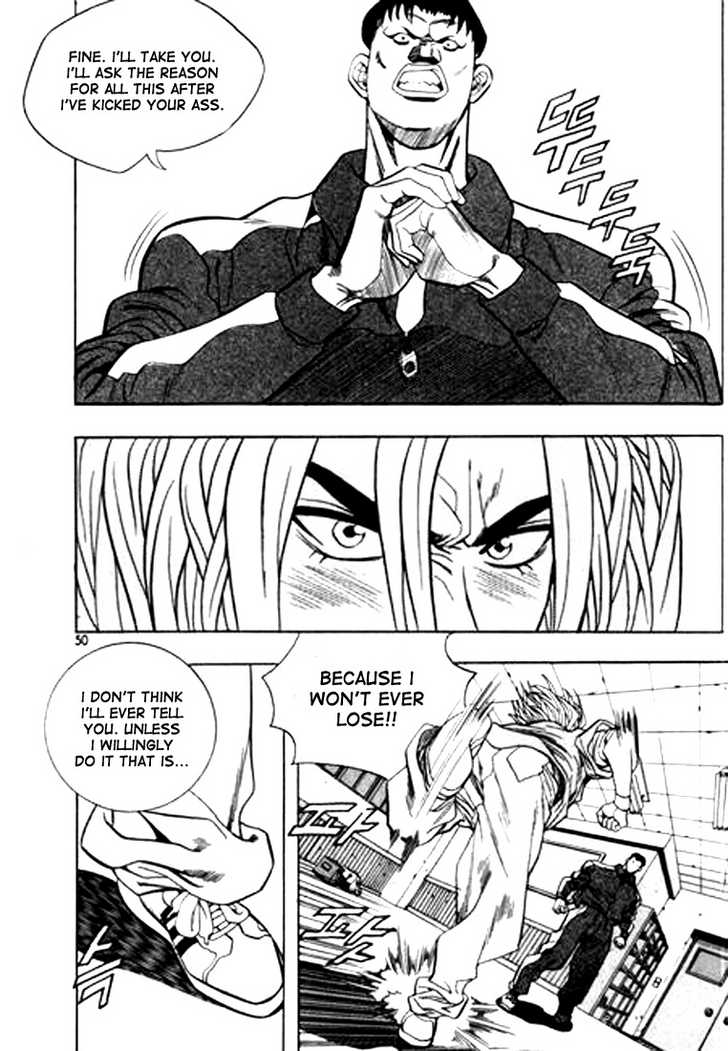 FINE. I'LL TAKE YOU.
I'LL ASK THE REASON
FOR ALL THIS AFTER
I'VE KICKED YOUR ASS.
50
I DON'T THINK
I'LL EVER TELL
YOU. UNLESS
I WILLINGLY
DO IT THAT IS...
BECAUSE I
WON'T EVER
LOSE!!